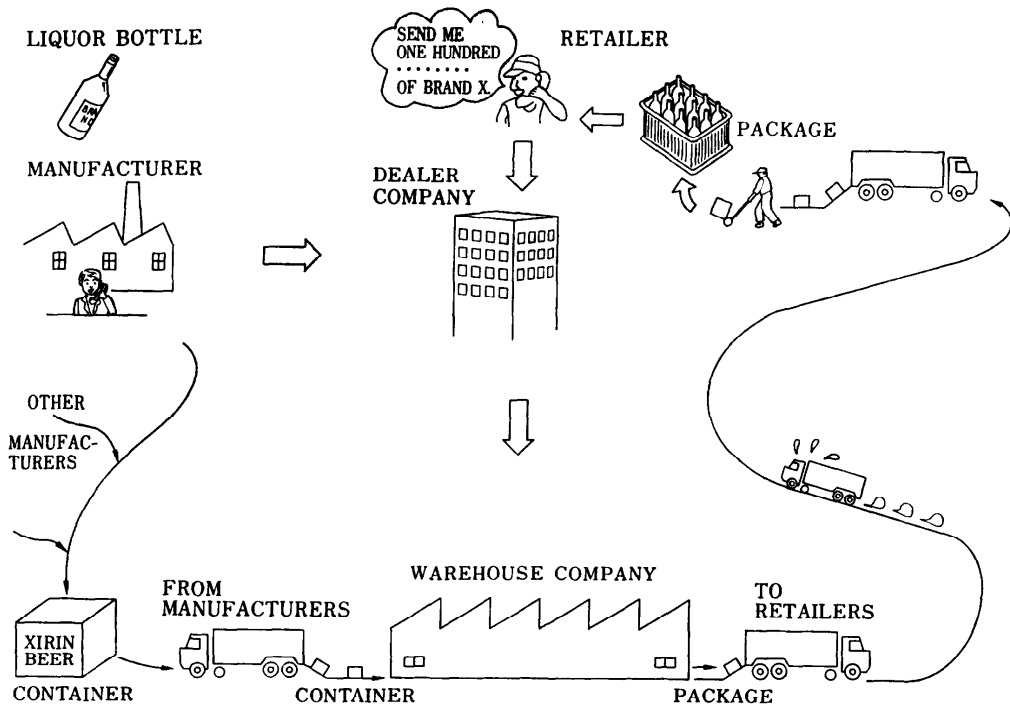 LIQUOR BOTTLE
SEND ME
ONE HUNDRED
. . . . . . . .
OF BRAND X.
RETAILER
PACKAGE
MANUFACTURER
DEALER
COMPANY
OTHER
MANUFAC-
TURERS
FROM
MANUFACTURERS
WAREHOUSE COMPANY
TO
RETAILERS
XIRIN
BEER
CONTAINER
CONTAINER
PACKAGE